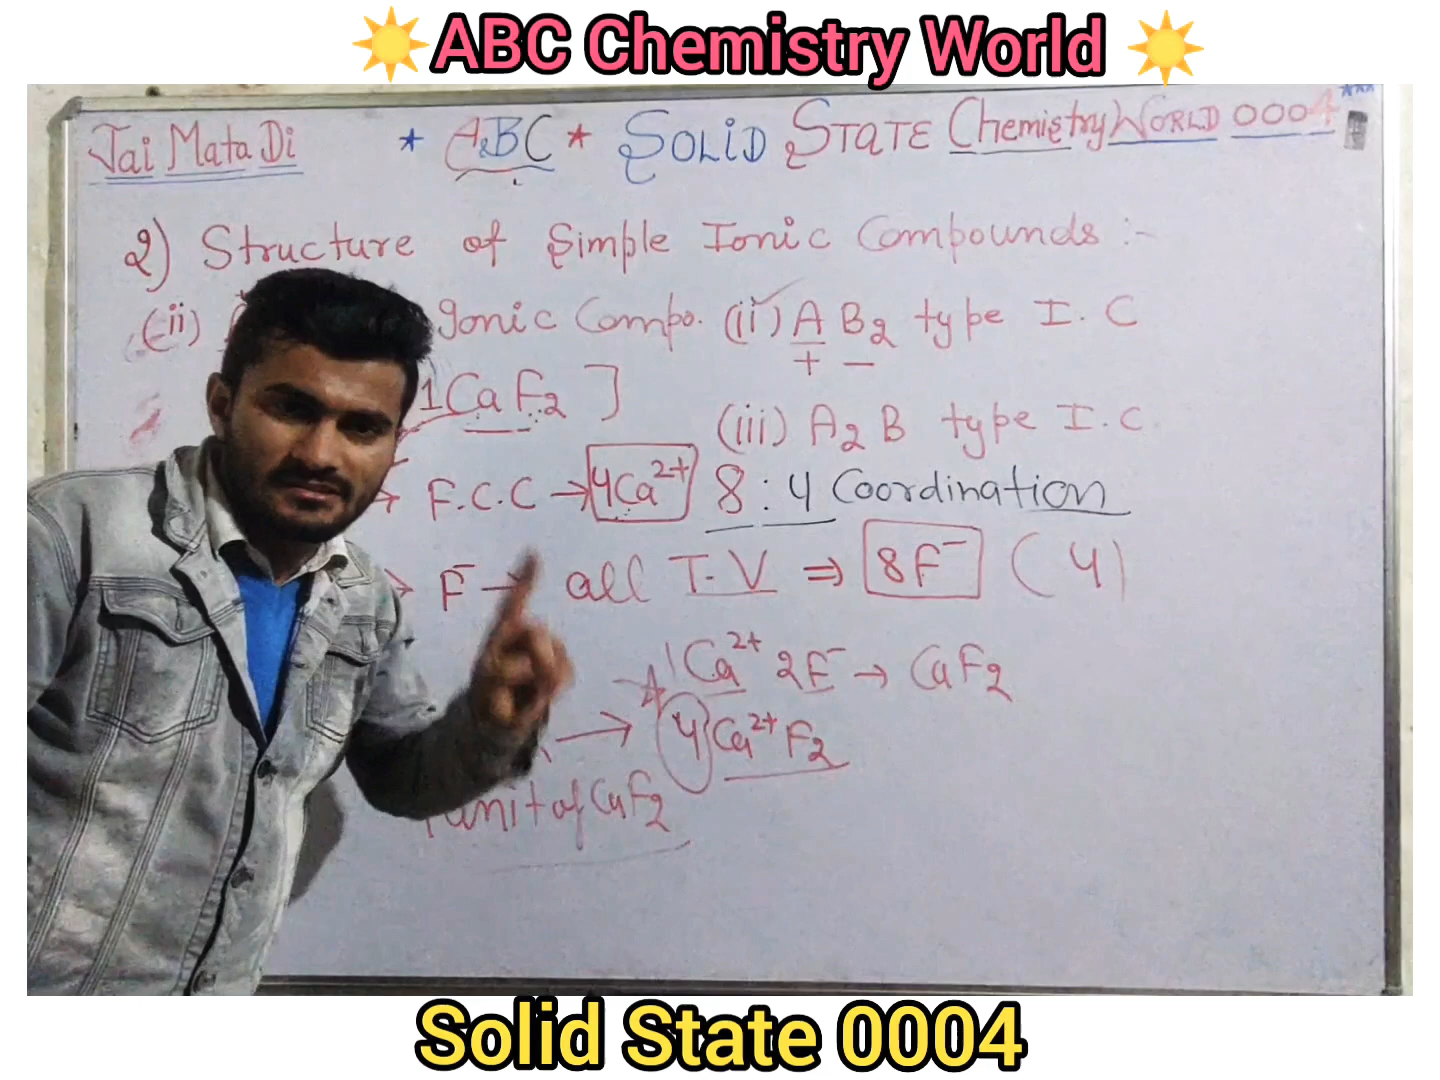 ABC Chemistry World
Jai Mata Di * ABC * SOLID STATE Chemistry WORLD 0004
2) Structure of Simple Ionic Compounds :-
(ii) Ionic Compo. (ii) A B2 type I. C
+ -
1CaF2 ]
(iii) A2 B type I. C.
→ F.C.C → 4Ca2+ 8 : 4 Coordination
→ F- → all T.V ⇒ 8F- (4)
1Ca2+ 2F- → CaF2
→ 4Ca2+F2
unit of CaF2
Solid State 0004